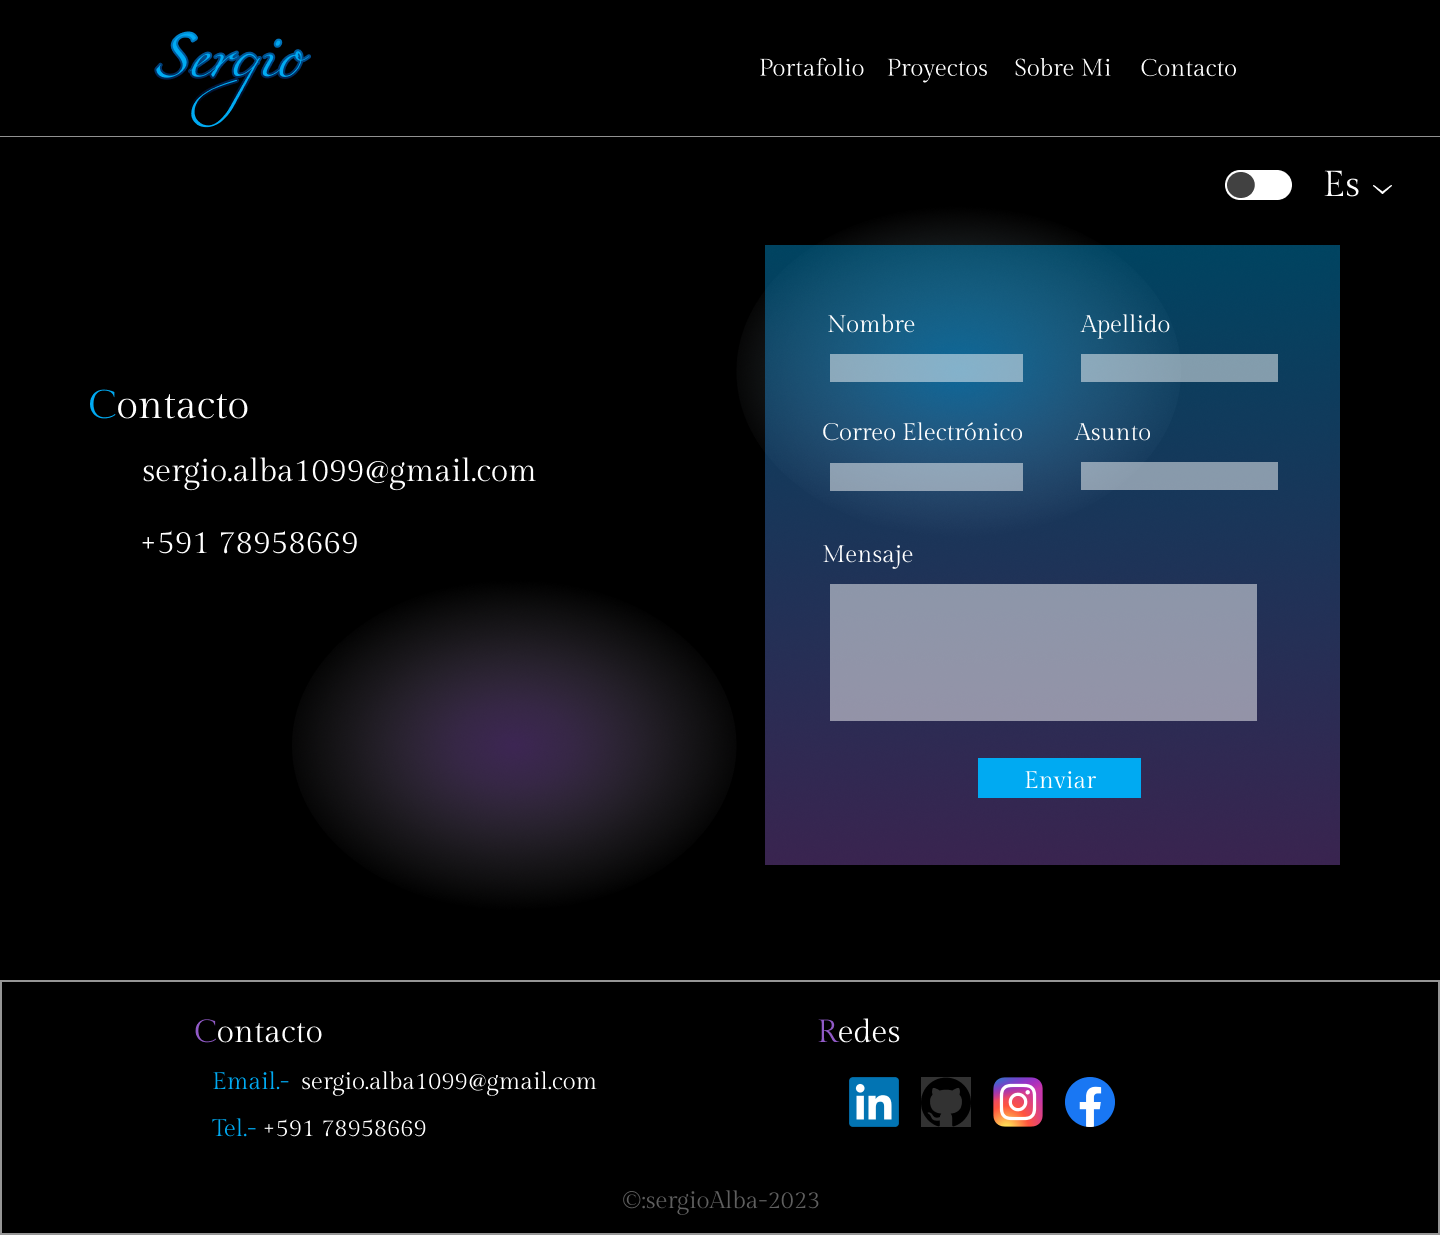 Sergio
Portafolio Proyectos Sobre Mi Contacto
Es
Nombre Apellido
Contacto
Correo Electrónico Asunto
sergio.alba1099@gmail.com
+591 78958669
Mensaje
Enviar
Contacto
Redes
Email.- sergio.alba1099@gmail.com
in
Tel.- +591 78958669
©:sergioAlba-2023